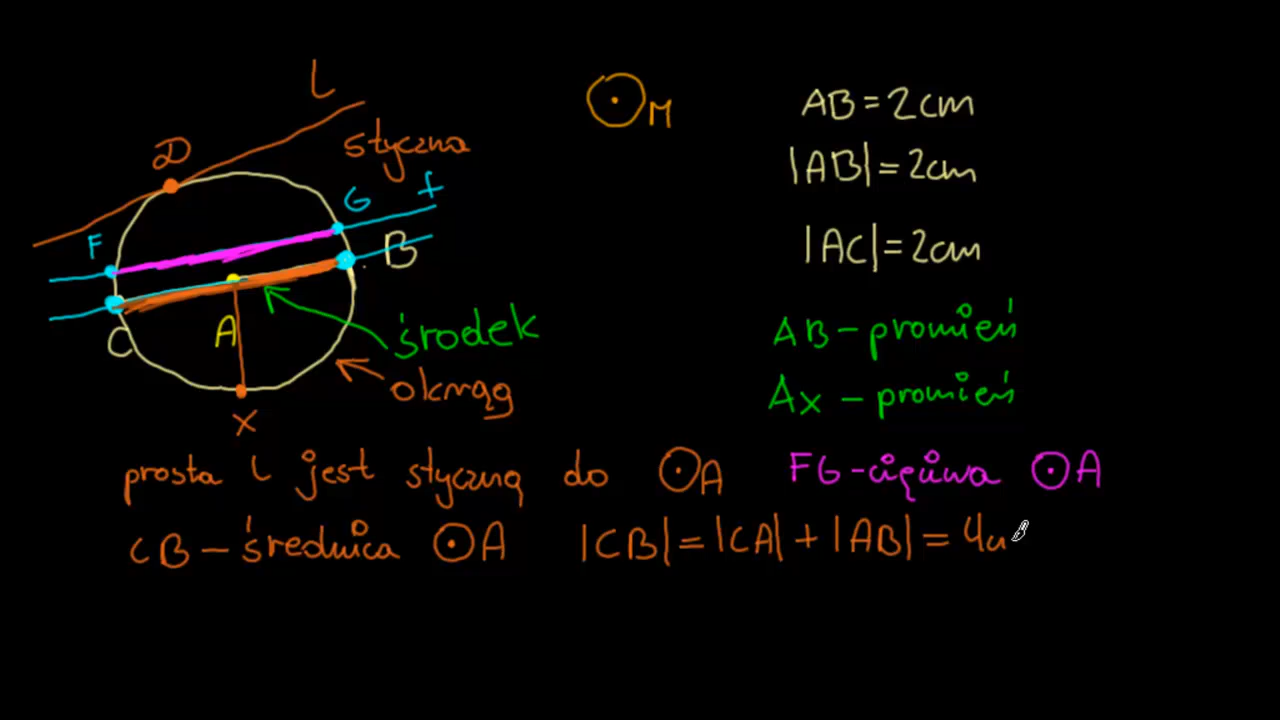 l
D
styczna
G
f
F
B
C
A
środek
okrąg
X
M
AB = 2cm
|AB| = 2cm
|AC| = 2cm
AB - promień
AX - promień
prosta l jest styczną do ⊙A
FG - cięciwa ⊙A
CB - średnica ⊙A |CB| = |CA| + |AB| = 4